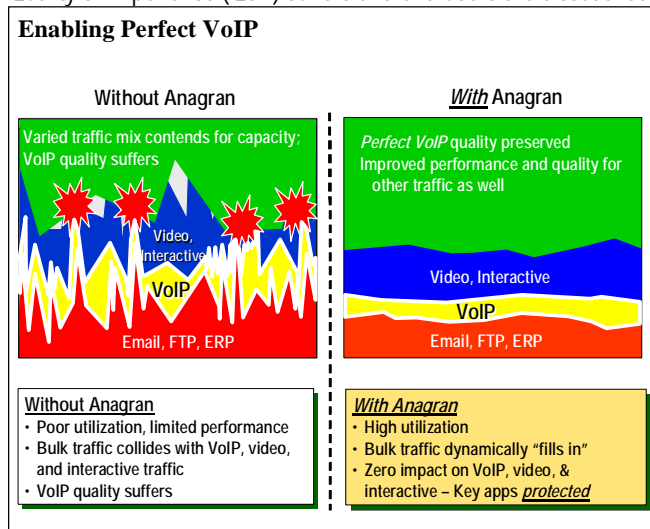 Enabling Perfect VoIP
Without Anagran
Varied traffic mix contends for capacity;
VoIP quality suffers
Video,
Interactive
VoIP
Email, FTP, ERP
With Anagran
Perfect VoIP quality preserved
Improved performance and quality for
other traffic as well
Video, Interactive
VoIP
Email, FTP, ERP
Without Anagran
• Poor utilization, limited performance
• Bulk traffic collides with VoIP, video,
and interactive traffic
• VoIP quality suffers
With Anagran
• High utilization
• Bulk traffic dynamically “fills in”
• Zero impact on VoIP, video, &
interactive – Key apps protected